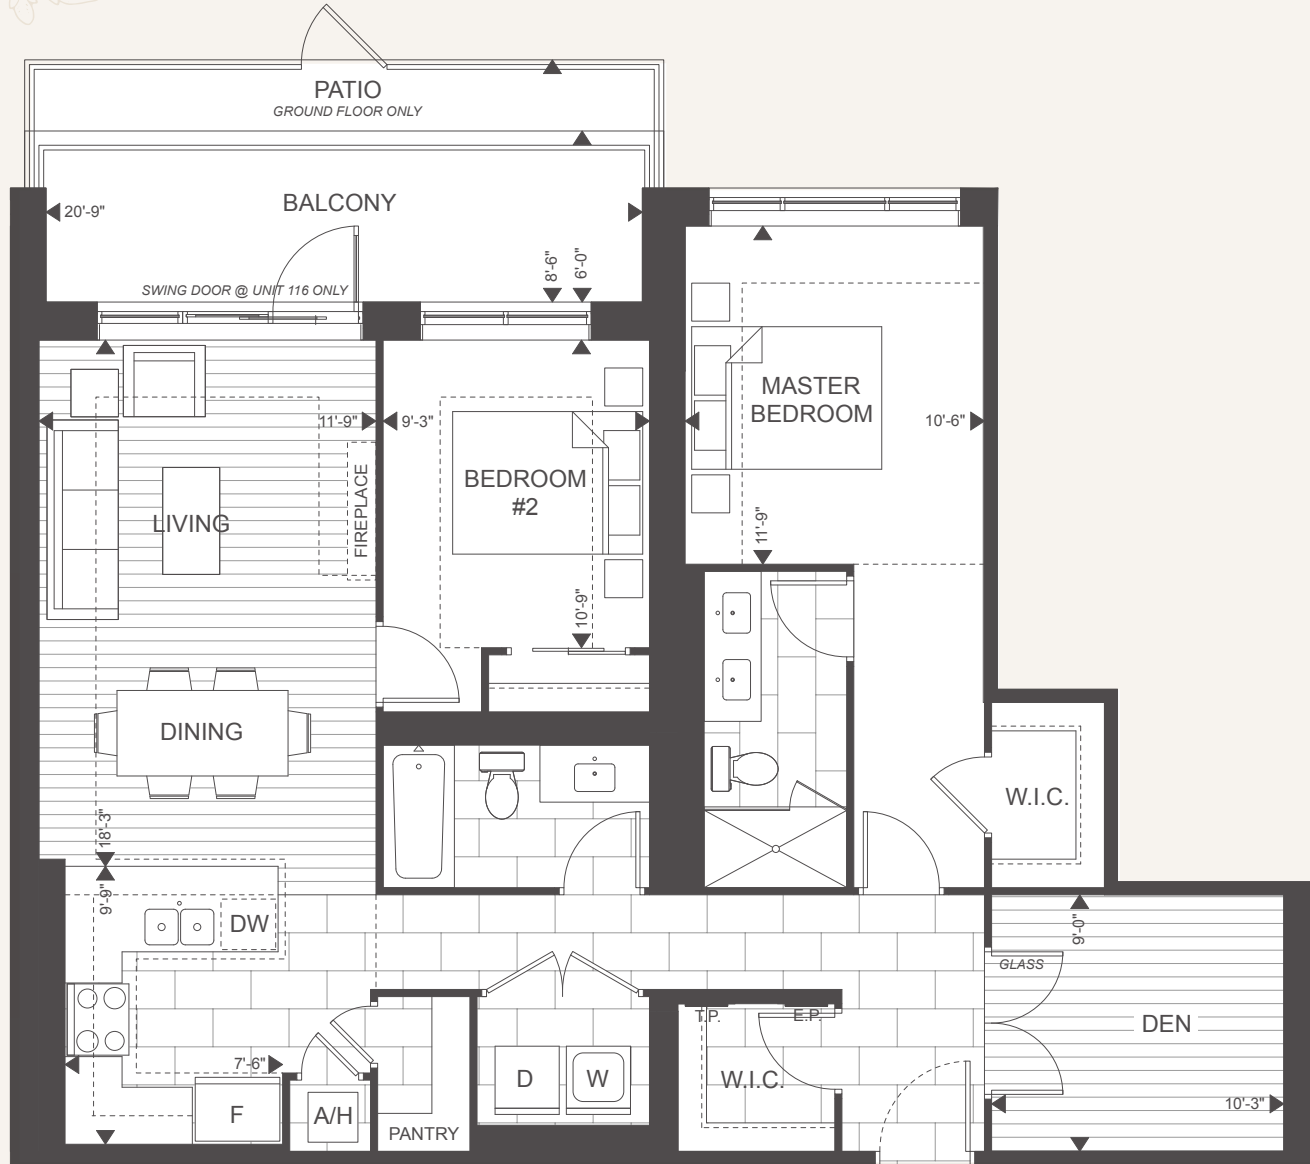 PATIO
GROUND FLOOR ONLY
BALCONY
20'-9"
8'-6"
6'-0"
SWING DOOR @ UNIT 116 ONLY
MASTER
BEDROOM
10'-6"
11'-9"
11'-9"
9'-3"
FIREPLACE
LIVING
BEDROOM
#2
10'-9"
DINING
18'-3"
9'-9"
W.I.C.
DW
9'-0"
GLASS
DEN
10'-3"
T.P.
E.P.
W.I.C.
7'-6"
F
A/H
PANTRY
D
W